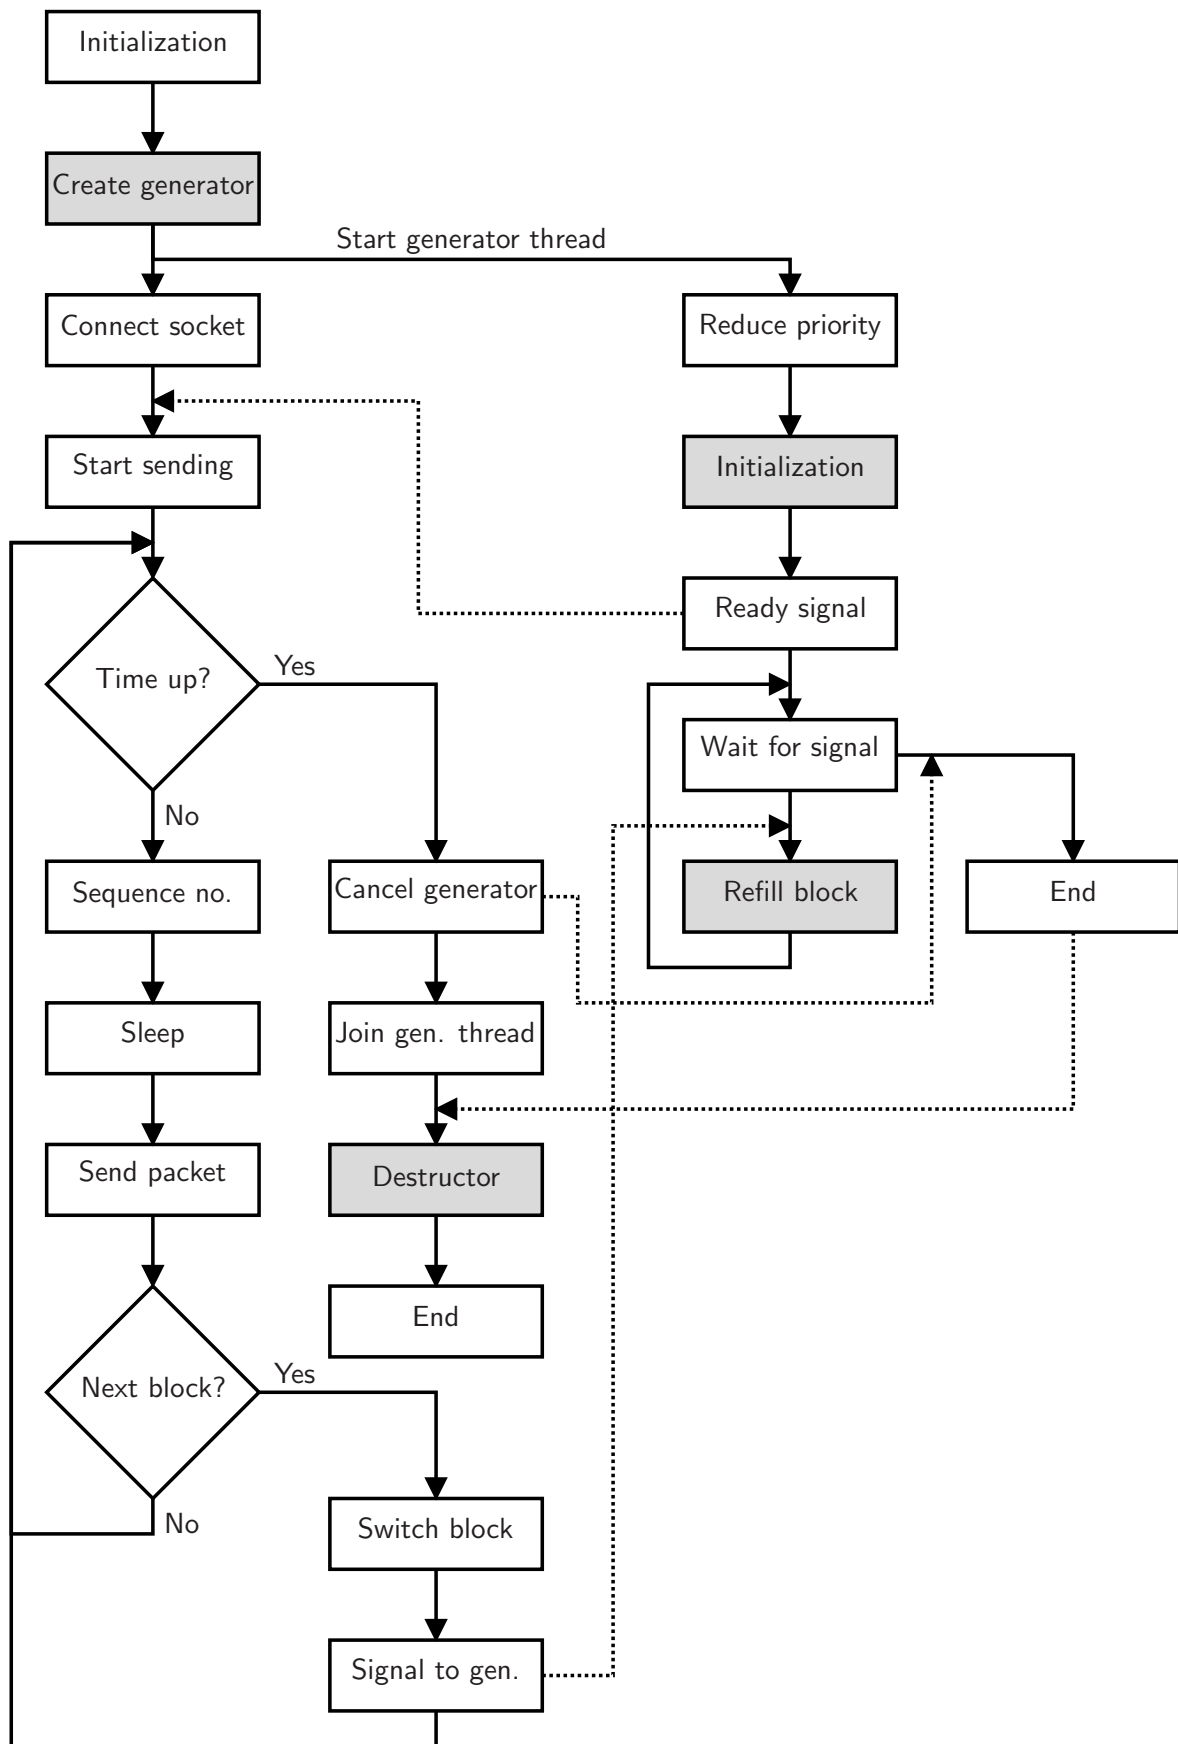 Initialization
Create generator
Start generator thread
Connect socket
Reduce priority
Start sending
Initialization
Ready signal
Time up?
Yes
Wait for signal
No
Sequence no.
Cancel generator
Refill block
End
Sleep
Join gen. thread
Send packet
Destructor
End
Next block?
Yes
No
Switch block
Signal to gen.